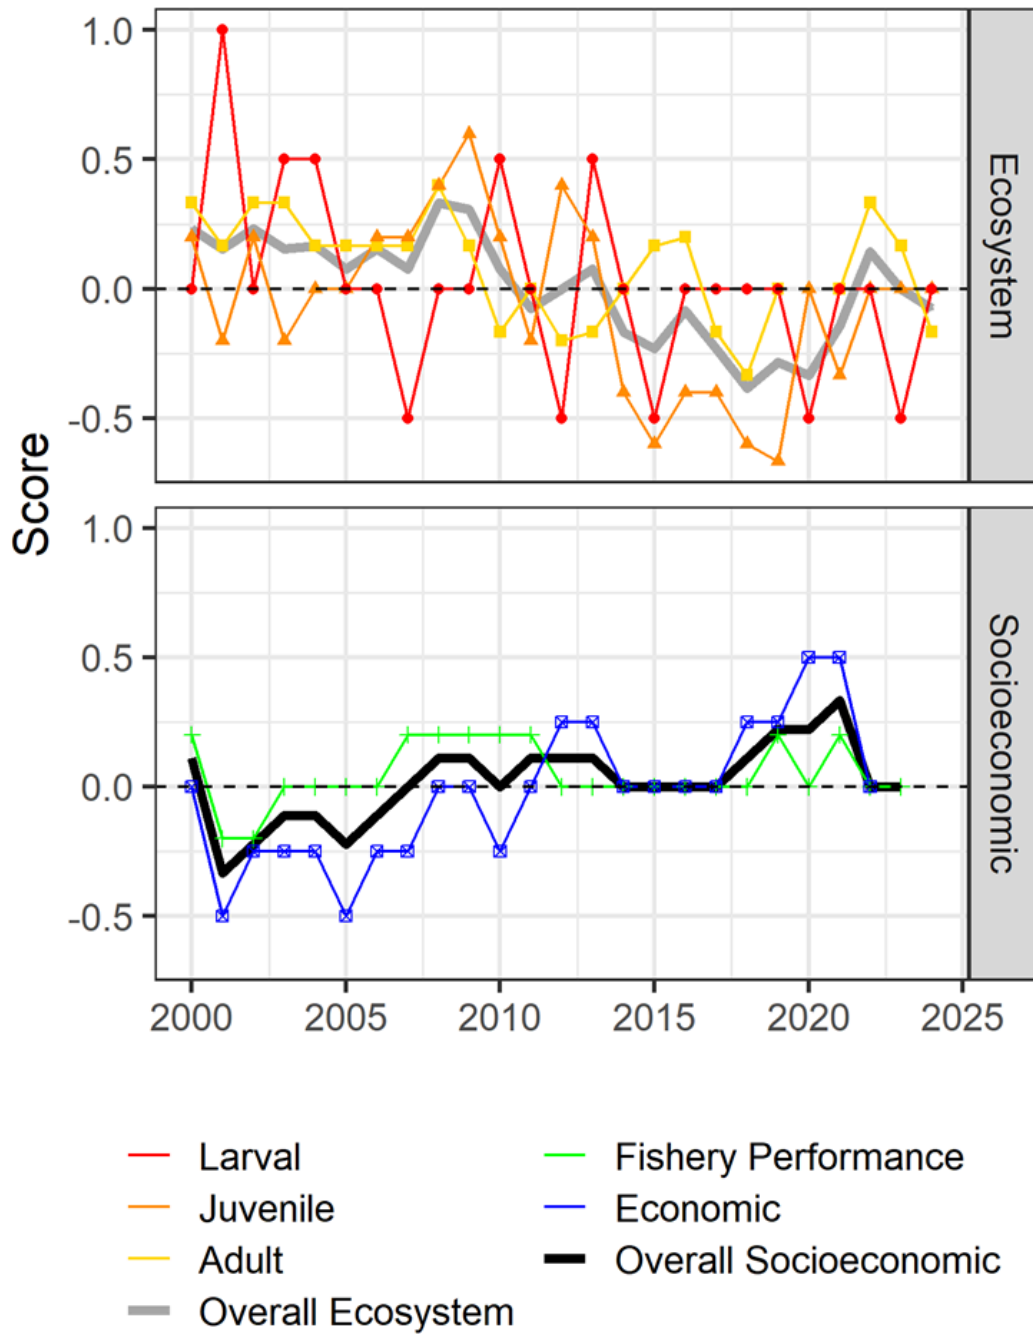 Score
1.0
0.5
0.0
-0.5
Ecosystem
1.0
0.5
0.0
-0.5
Socioeconomic
2000 2005 2010 2015 2020 2025
Larval
Juvenile
Adult
Overall Ecosystem
Fishery Performance
Economic
Overall Socioeconomic